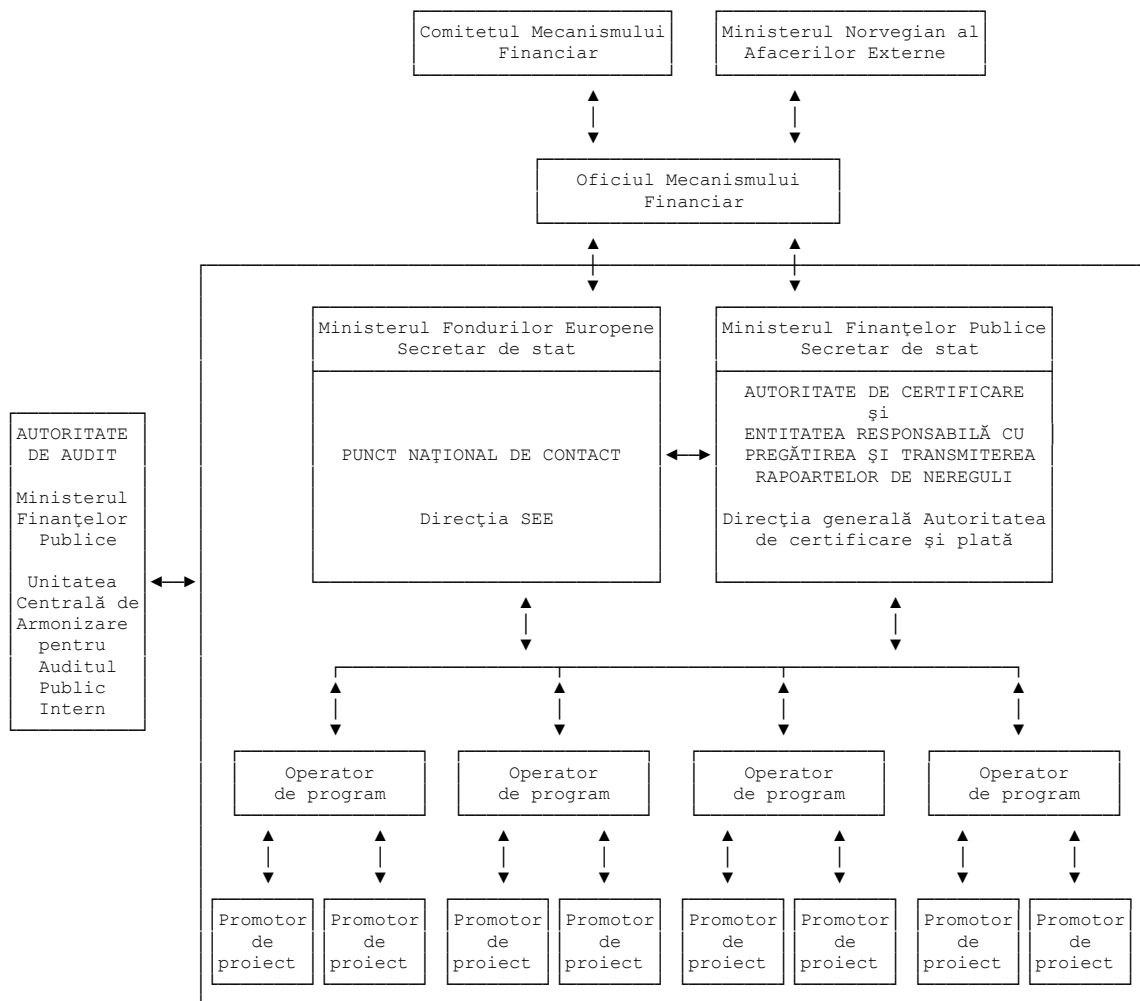 Comitetul Mecanismului
Financiar
Ministerul Norvegian al
Afacerilor Externe
Oficiul Mecanismului
Financiar
Ministerul Fondurilor Europene
Secretar de stat
PUNCT NAŢIONAL DE CONTACT
Direcţia SEE
Ministerul Finanţelor Publice
Secretar de stat
AUTORITATE DE CERTIFICARE
şi
ENTITATEA RESPONSABILĂ CU
PREGĂTIREA ŞI TRANSMITEREA
RAPOARTELOR DE NEREGULI
Direcţia generală Autoritatea
de certificare şi plată
AUTORITATE
DE AUDIT
Ministerul
Finanţelor
Publice
Unitatea
Centrală de
Armonizare
pentru
Auditul
Public
Intern
Operator
de program
Operator
de program
Operator
de program
Operator
de program
Promotor
de
proiect
Promotor
de
proiect
Promotor
de
proiect
Promotor
de
proiect
Promotor
de
proiect
Promotor
de
proiect
Promotor
de
proiect
Promotor
de
proiect